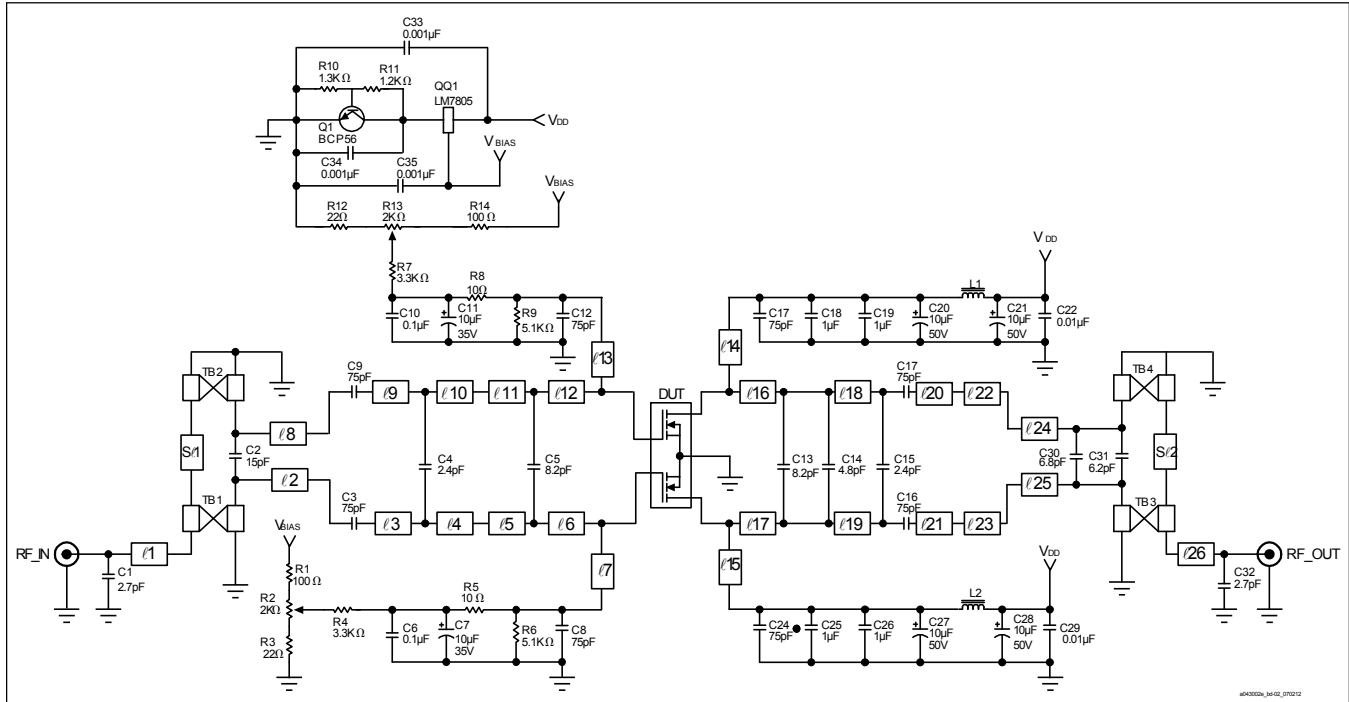 C33
0.001µF
R10
1.3KΩ
R11
1.2KΩ
QQ1
LM7805
VDD
Q1
BCP56
VBIAS
C34
0.001µF
C35
0.001µF
VBIAS
R12
22Ω
R13
2KΩ
R14
100 Ω
R7
3.3KΩ
R8
10Ω
C10
0.1µF
C11
10µF
35V
R9
5.1KΩ
C12
75pF
ℓ13
VDD
L1
C17
75pF
C18
1µF
C19
1µF
C20
10µF
50V
C21
10µF
50V
C22
0.01µF
ℓ14
TB2
C9
75pF
ℓ9
ℓ10
ℓ11
ℓ12
DUT
ℓ16
ℓ18
C17
75pF
ℓ20
ℓ22
TB4
ℓ8
ℓ24
Sℓ1
C2
15pF
C4
2.4pF
C5
8.2pF
C13
8.2pF
C14
4.8pF
C15
2.4pF
C30
6.8pF
C31
6.2pF
Sℓ2
ℓ2
ℓ25
TB1
C3
75pF
ℓ3
ℓ4
ℓ5
ℓ6
ℓ17
ℓ19
C16
75pF
ℓ21
ℓ23
TB3
RF_IN
ℓ1
C1
2.7pF
VBIAS
R1
100 Ω
R2
2KΩ
R3
22Ω
R4
3.3KΩ
R5
10 Ω
C6
0.1µF
C7
10µF
35V
R6
5.1KΩ
C8
75pF
ℓ7
ℓ15
VDD
L2
C24
75pF
C25
1µF
C26
1µF
C27
10µF
50V
C28
10µF
50V
C29
0.01µF
ℓ26
RF_OUT
C32
2.7pF
a043002a_bd-02_070212